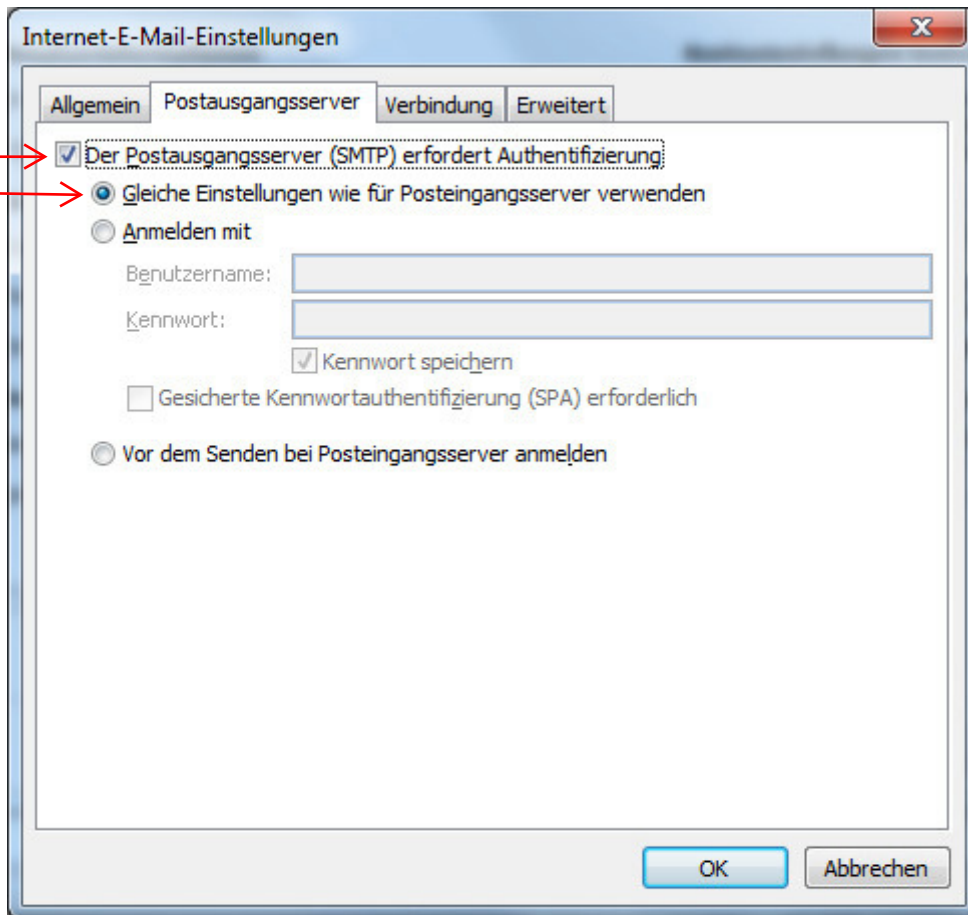 Internet-E-Mail-Einstellungen
Allgemein Postausgangsserver Verbindung Erweitert
Der Postausgangsserver (SMTP) erfordert Authentifizierung
Gleiche Einstellungen wie für Posteingangsserver verwenden
Anmelden mit
Benutzername:
Kennwort:
Kennwort speichern
Gesicherte Kennwortauthentifizierung (SPA) erforderlich
Vor dem Senden bei Posteingangsserver anmelden
OK Abbrechen